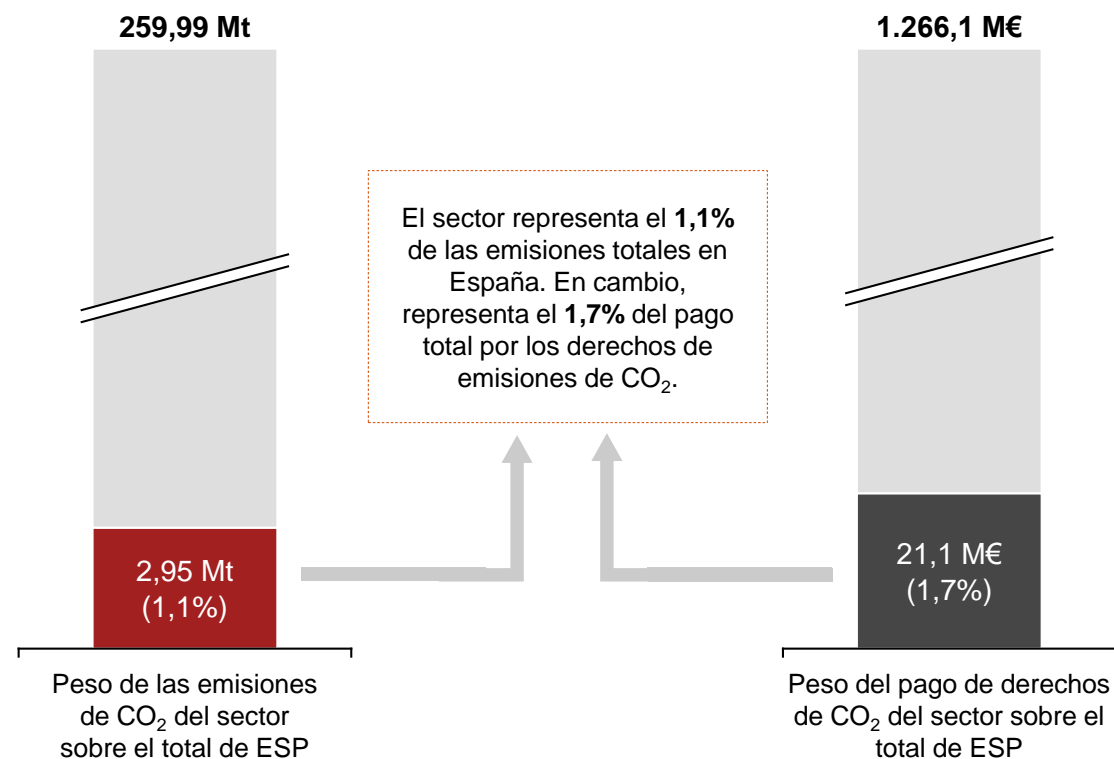 259,99 Mt
1.266,1 M€
El sector representa el 1,1%
de las emisiones totales en
España. En cambio,
representa el 1,7% del pago
total por los derechos de
emisiones de CO₂.
2,95 Mt
(1,1%)
21,1 M€
(1,7%)
Peso de las emisiones
de CO₂ del sector
sobre el total de ESP
Peso del pago de derechos
de CO₂ del sector sobre el
total de ESP